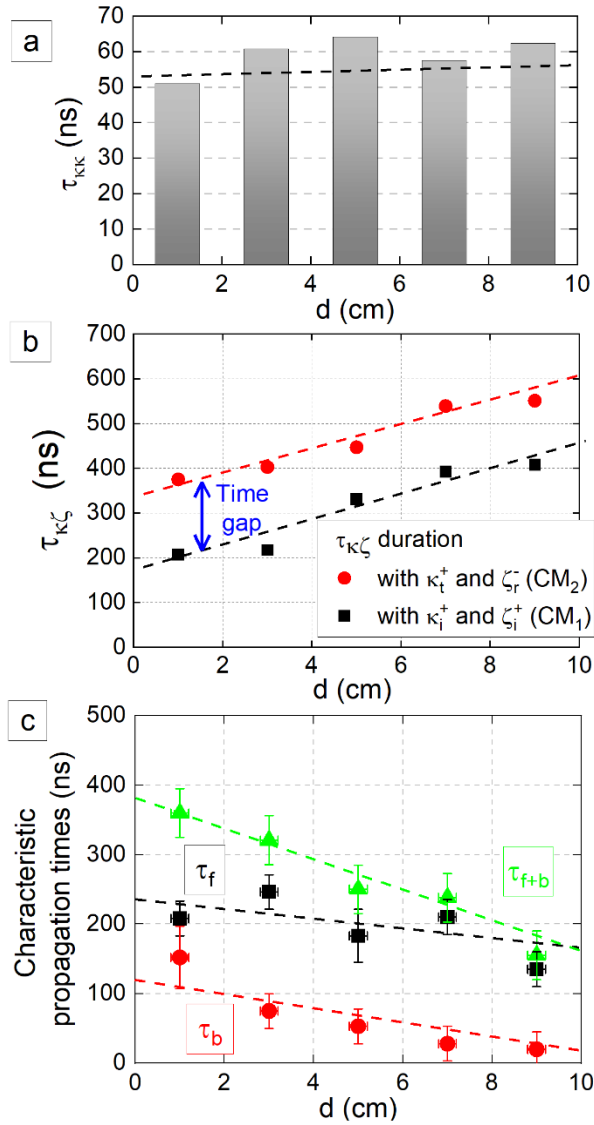 a
70
60
50
40
30
20
10
0
τκκ (ns)
0 2 4 6 8 10
d (cm)
b
700
600
500
400
300
200
100
0
τκζ (ns)
Time
gap
τκζ duration
with κt+ and ζr- (CM2)
with κi+ and ζi+ (CM1)
0 2 4 6 8 10
d (cm)
c
500
400
300
200
100
0
Characteristic
propagation times (ns)
τf
τf+b
τb
0 2 4 6 8 10
d (cm)